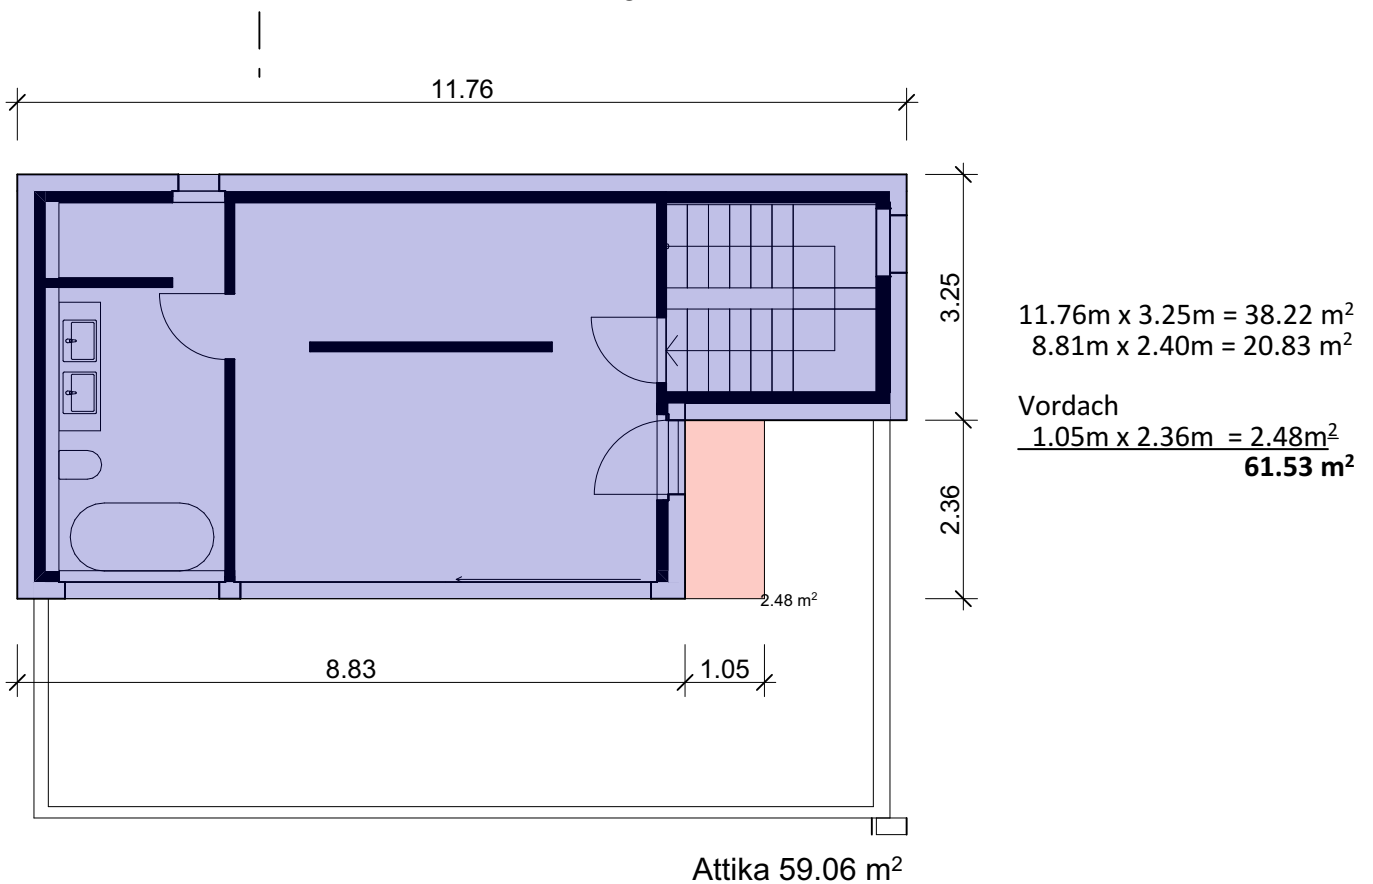 11.76
3.25
11.76m x 3.25m = 38.22 m²
8.81m x 2.40m = 20.83 m²
Vordach
1.05m x 2.36m = 2.48m²
61.53 m²
2.36
2.48 m²
8.83
1.05
Attika 59.06 m²